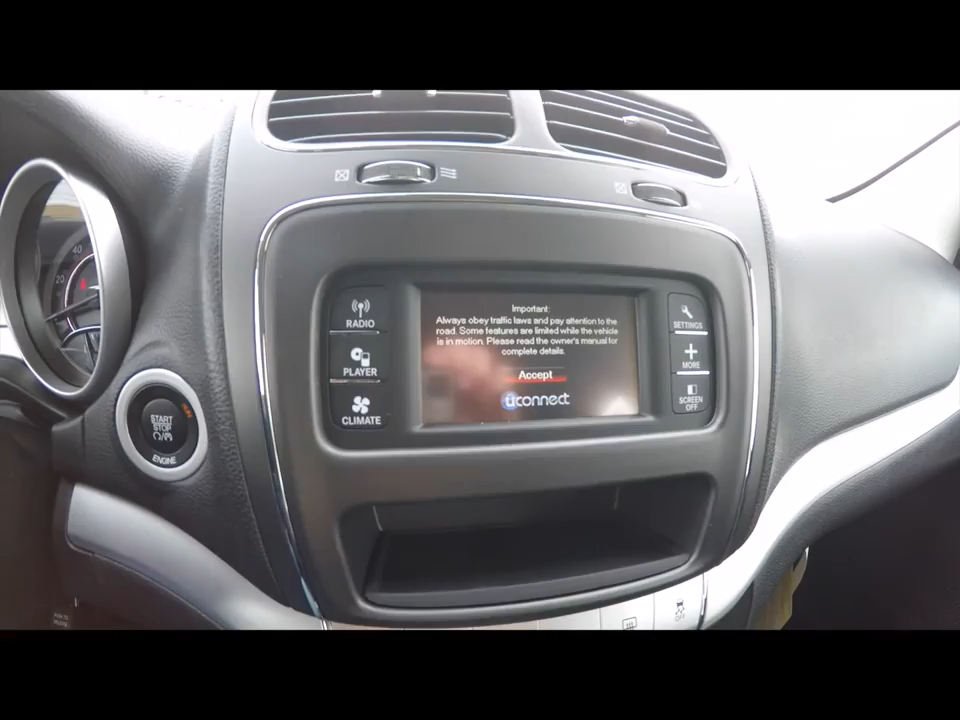 40
20
RADIO
PLAYER
CLIMATE
Important:
Always obey traffic laws and pay attention to the
road. Some features are limited while the vehicle
is in motion. Please read the owner's manual for
complete details.
Accept
uconnect
SETTINGS
MORE
SCREEN
OFF
RUN
START
STOP
ENGINE
OFF